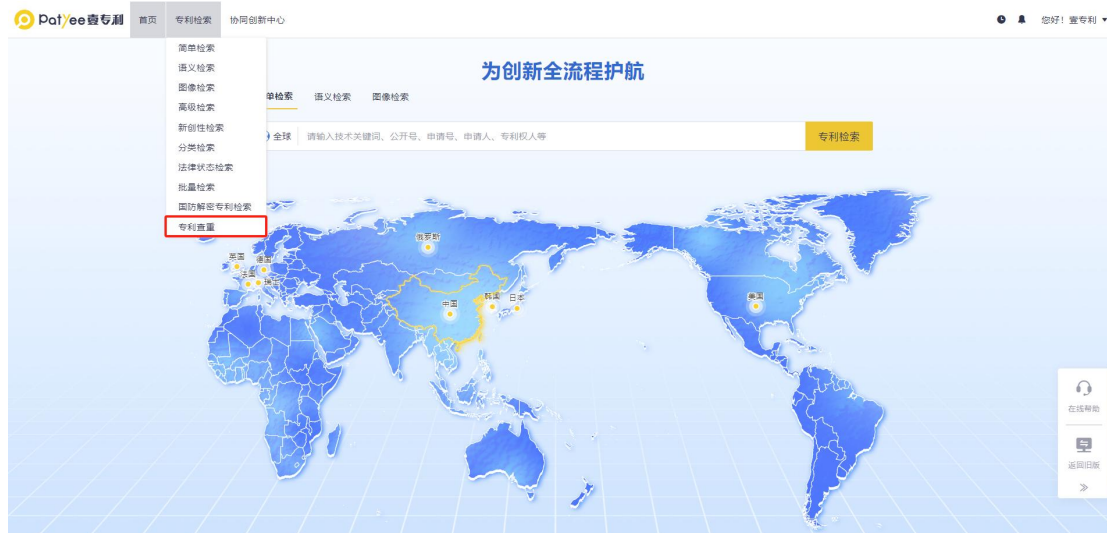 Patyee壹专利 首页 专利检索 协同创新中心 您好！壹专利
简单检索
语义检索
图像检索
高级检索
新创性检索
分类检索
法律状态检索
批量检索
国防解密专利检索
专利查重
为创新全流程护航
单检索 语义检索 图像检索
全球 请输入技术关键词、公开号、申请号、申请人、专利权人等 专利检索
俄罗斯
英国 德国
法国 瑞士
中国 韩国 日本
美国
在线帮助
返回旧版